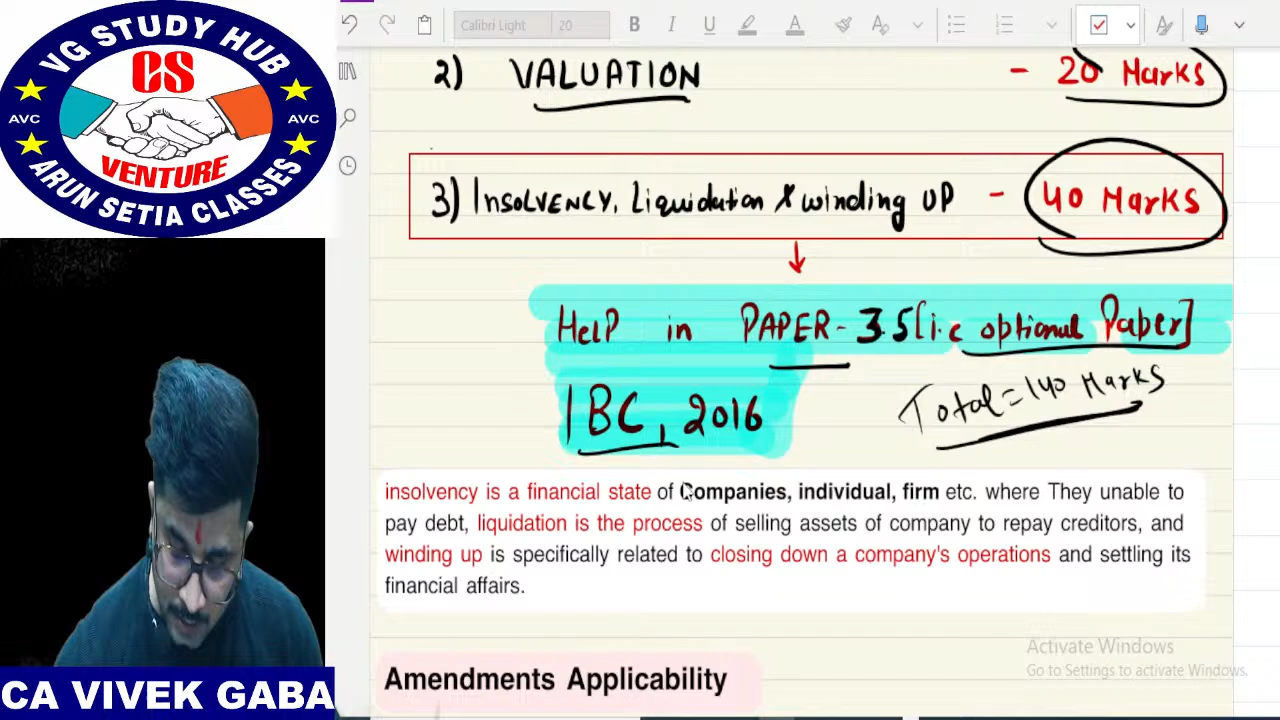 VG STUDY HUB
CS
AVC
AVC
VENTURE
ARUN SETIA CLASSES
Calibri Light
20
B
I
U
A
2) VALUATION - 20 Marks
3) INSOLVENCY, Liquidation & winding UP - 40 Marks
HELP in PAPER - 3.5 [i.e optional Paper]
IBC, 2016
Total = 140 Marks
insolvency is a financial state of Companies, individual, firm etc. where They unable to
pay debt, liquidation is the process of selling assets of company to repay creditors, and
winding up is specifically related to closing down a company's operations and settling its
financial affairs.
Activate Windows
Go to Settings to activate Windows.
Amendments Applicability
CA VIVEK GABA